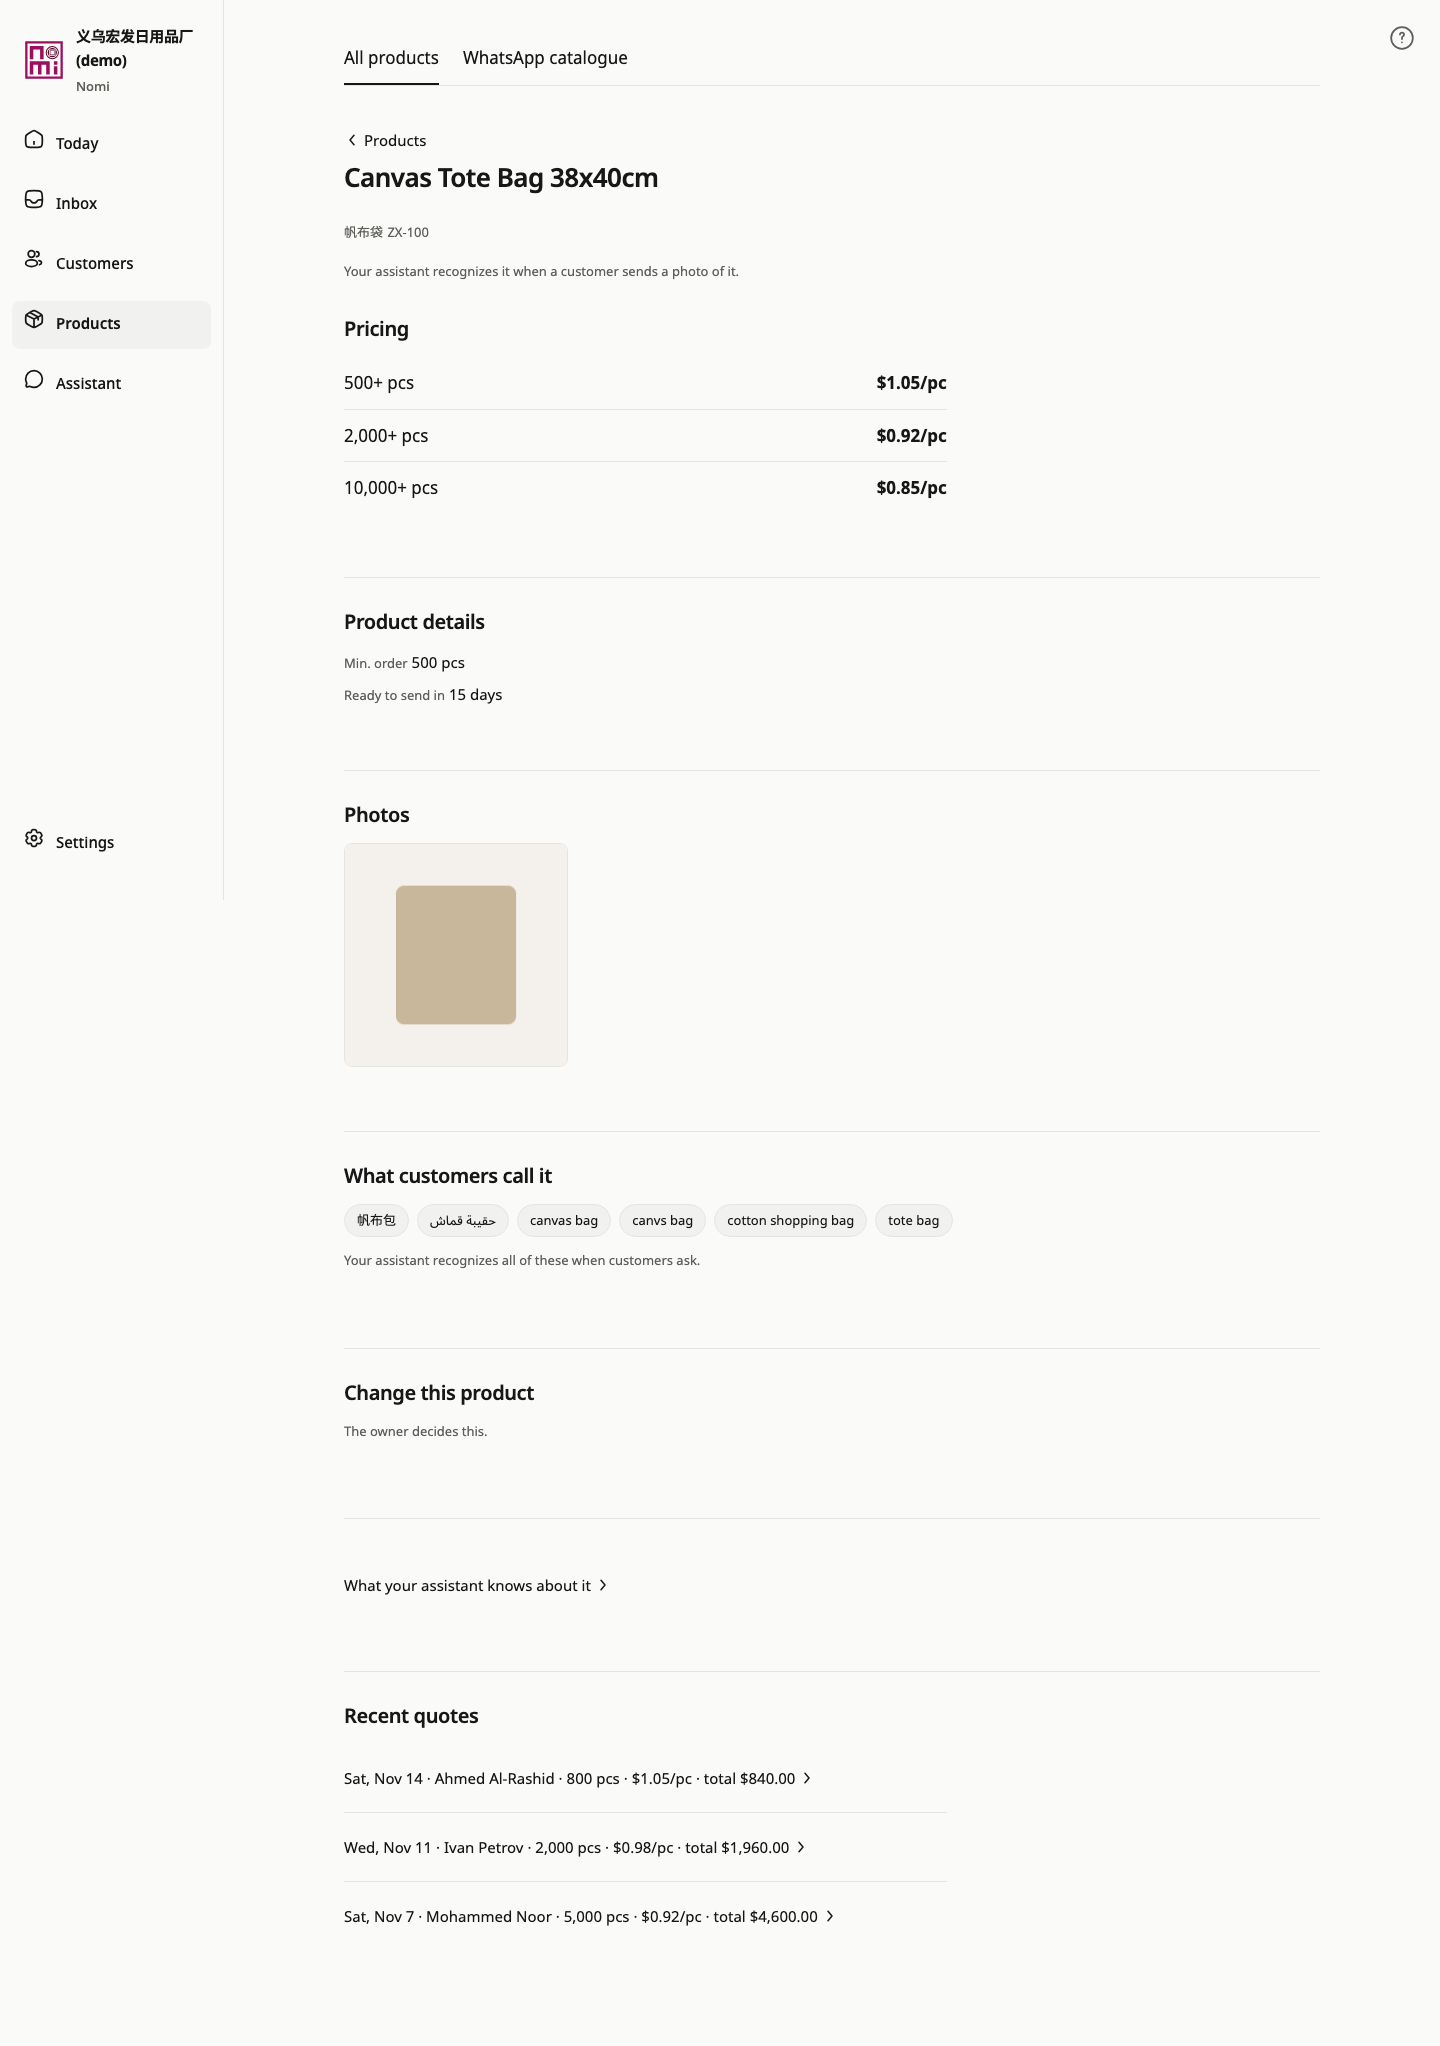 义乌宏发日用品厂
(demo)
Nomi
Today
Inbox
Customers
Products
Assistant
Settings
All products
WhatsApp catalogue
Products
Canvas Tote Bag 38x40cm
帆布袋 ZX-100
Your assistant recognizes it when a customer sends a photo of it.
Pricing
500+ pcs $1.05/pc
2,000+ pcs $0.92/pc
10,000+ pcs $0.85/pc
Product details
Min. order 500 pcs
Ready to send in 15 days
Photos
What customers call it
帆布包 حقيبة قماش canvas bag canvs bag cotton shopping bag tote bag
Your assistant recognizes all of these when customers ask.
Change this product
The owner decides this.
What your assistant knows about it
Recent quotes
Sat, Nov 14 · Ahmed Al-Rashid · 800 pcs · $1.05/pc · total $840.00
Wed, Nov 11 · Ivan Petrov · 2,000 pcs · $0.98/pc · total $1,960.00
Sat, Nov 7 · Mohammed Noor · 5,000 pcs · $0.92/pc · total $4,600.00